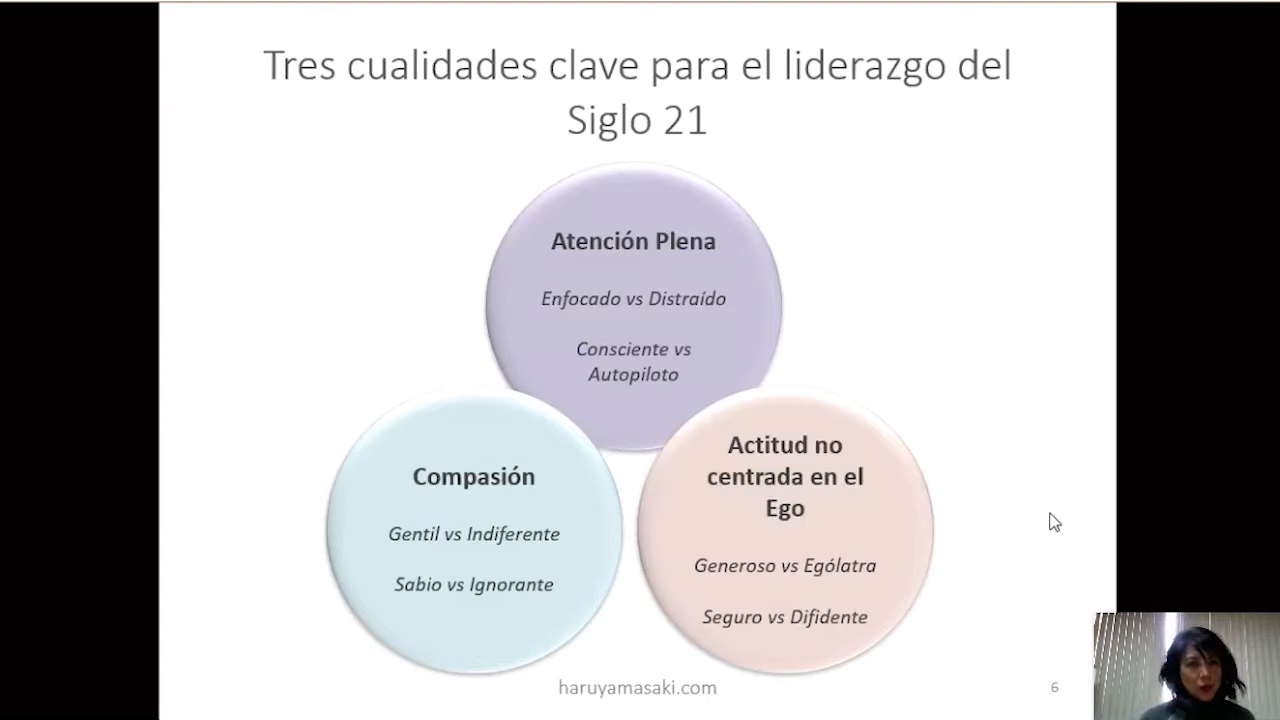 Tres cualidades clave para el liderazgo del
Siglo 21
Atención Plena
Enfocado vs Distraído
Consciente vs
Autopiloto
Compasión
Gentil vs Indiferente
Sabio vs Ignorante
Actitud no
centrada en el
Ego
Generoso vs Ególatra
Seguro vs Difidente
haruyamasaki.com
6